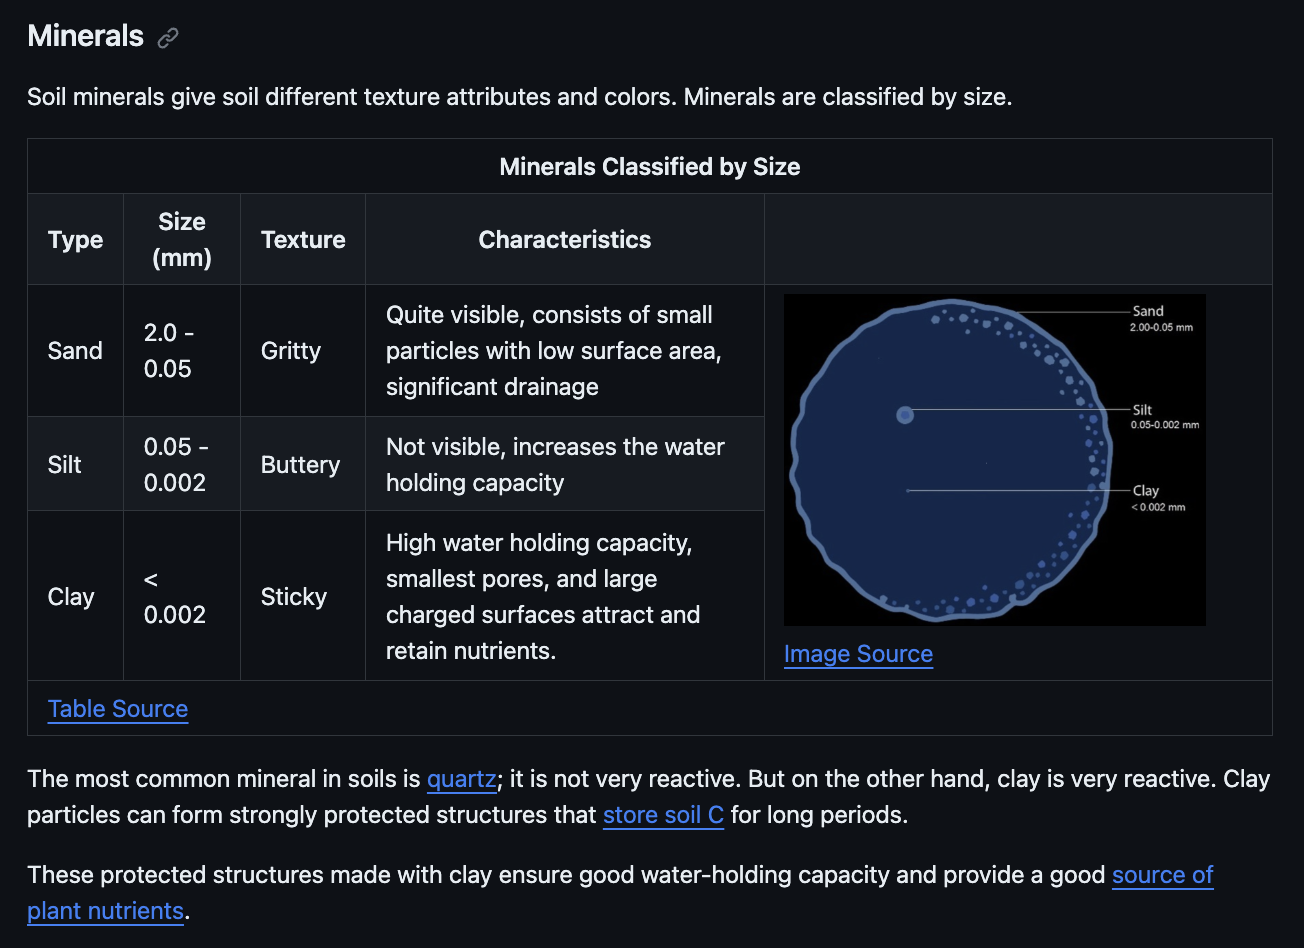 Minerals
Soil minerals give soil different texture attributes and colors. Minerals are classified by size.
Minerals Classified by Size
Type
Size
(mm)
Texture
Characteristics
Sand
2.0 -
0.05
Gritty
Quite visible, consists of small
particles with low surface area,
significant drainage
Silt
0.05 -
0.002
Buttery
Not visible, increases the water
holding capacity
Clay
<
0.002
Sticky
High water holding capacity,
smallest pores, and large
charged surfaces attract and
retain nutrients.
Sand
2.00-0.05 mm
Silt
0.05-0.002 mm
Clay
< 0.002 mm
Image Source
Table Source
The most common mineral in soils is quartz; it is not very reactive. But on the other hand, clay is very reactive. Clay
particles can form strongly protected structures that store soil C for long periods.
These protected structures made with clay ensure good water-holding capacity and provide a good source of
plant nutrients.